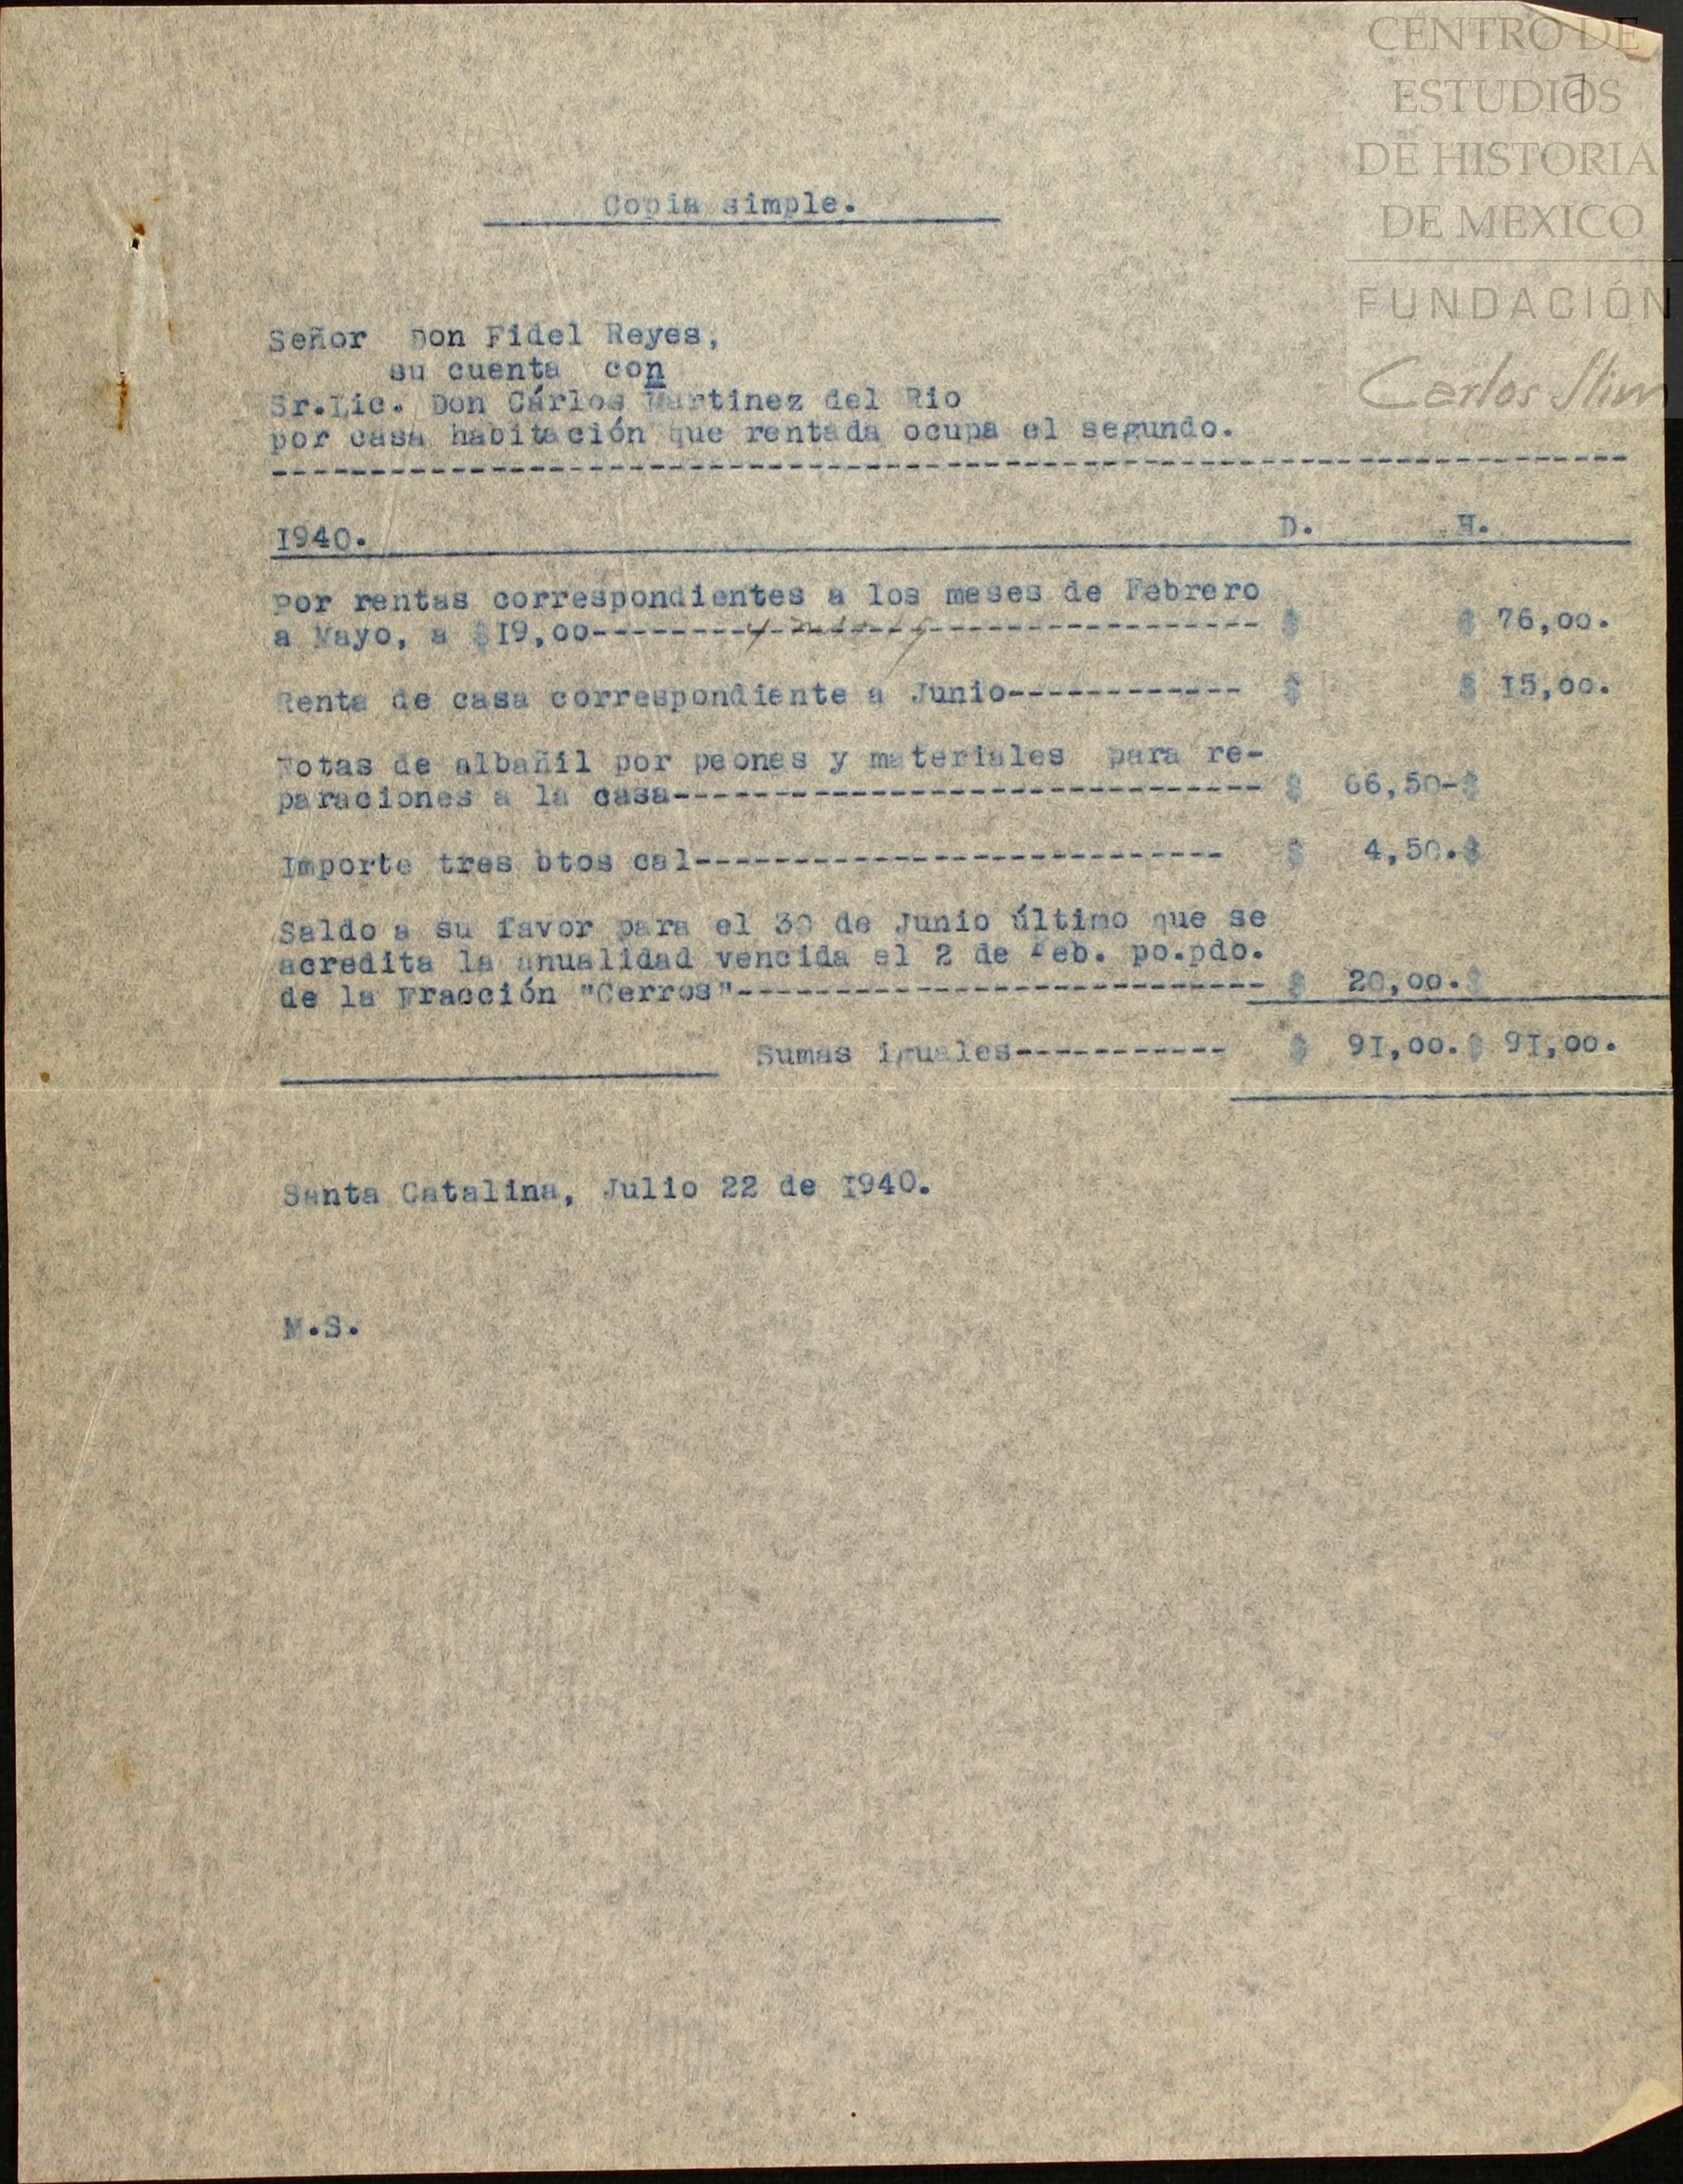 CENTRO DE
ESTUDIOS
DE HISTORIA
DE MEXICO
FUNDACIÓN
Carlos Slim
Copia simple.
Señor Don Fidel Reyes,
su cuenta con
Sr.Lic. Don Cárlos Martinez del Rio
por casa habitación que rentada ocupa el segundo.
----------------------------------------------------------------------
1940. D. H.
Por rentas correspondientes a los meses de Febrero
a Mayo, a $19,00---------------------------------- $ $ 76,00.
Renta de casa correspondiente a Junio------------ $ $ 15,00.
Notas de albañil por peones y materiales para re-
paraciones a la casa------------------------------ $ 66,50-$
Importe tres btos cal--------------------------- $ 4,50.$
Saldo a su favor para el 30 de Junio último que se
acredita la anualidad vencida el 2 de Feb. po.pdo.
de la Fracción "Cerros"--------------------------- $ 20,00.$
Sumas iguales----------- $ 91,00.$ 91,00.
Santa Catalina, Julio 22 de 1940.
M.S.